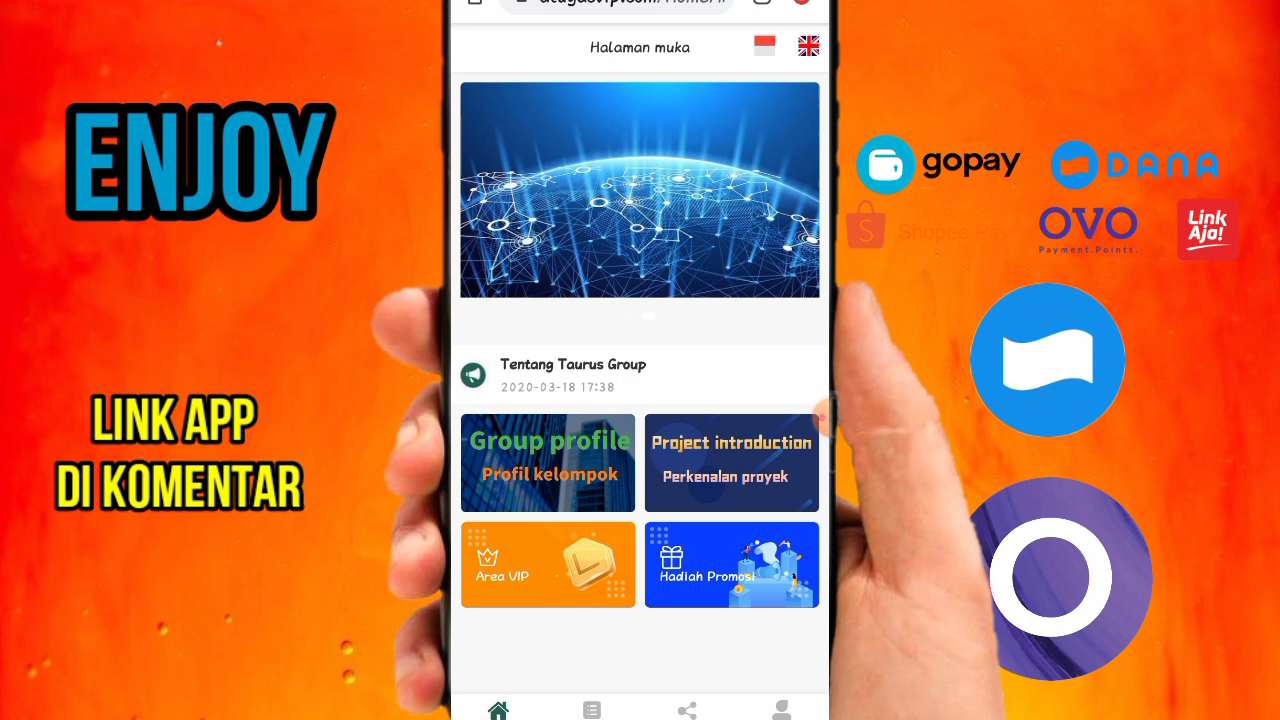 ENJOY
LINK APP
DI KOMENTAR
Halaman muka
Tentang Taurus Group
2020-03-18 17:38
Group profile
Profil kelompok
Project introduction
Perkenalan proyek
Area VIP
Hadiah Promosi
gopay
DANA
S
Shopee Pay
OVO
Payment.Points.
Link
Aja!